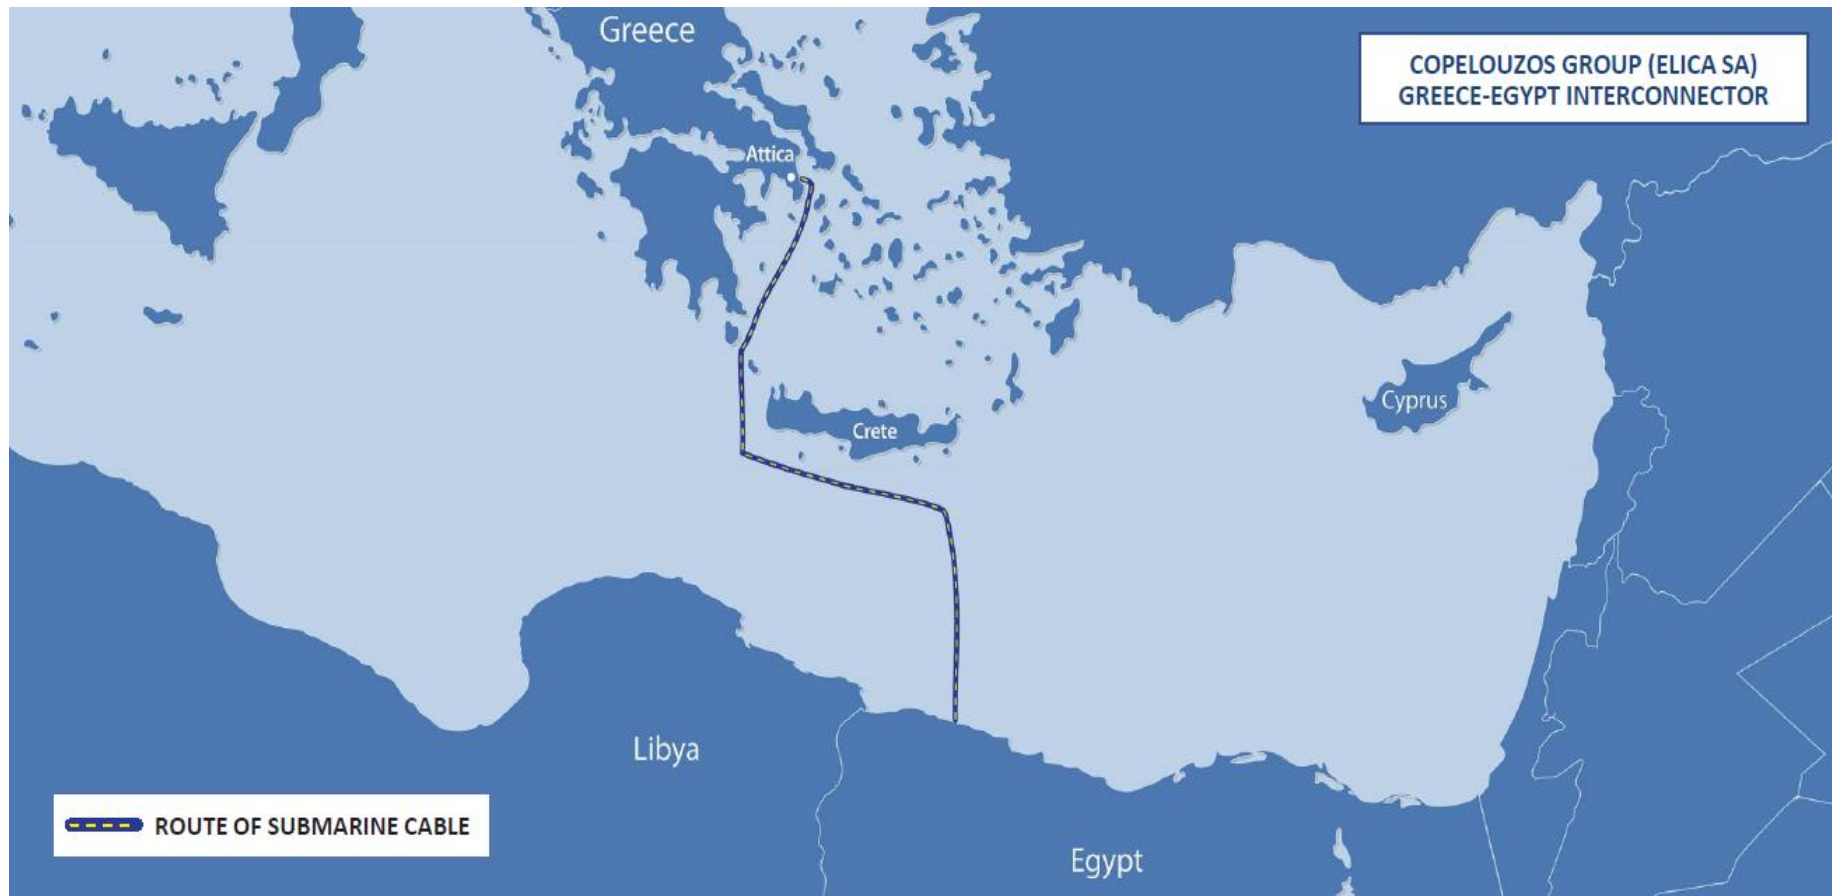 Greece
COPELOUZOS GROUP (ELICA SA)
GREECE-EGYPT INTERCONNECTOR
Attica
Cyprus
Crete
Libya
ROUTE OF SUBMARINE CABLE
Egypt